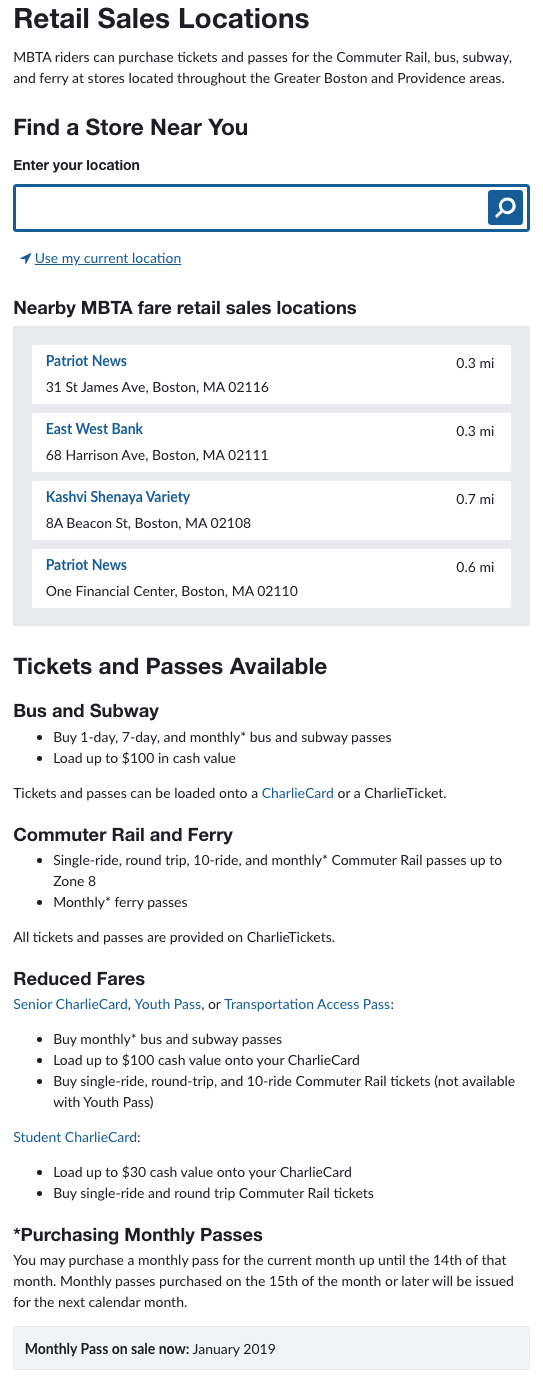 Retail Sales Locations
MBTA riders can purchase tickets and passes for the Commuter Rail, bus, subway,
and ferry at stores located throughout the Greater Boston and Providence areas.
Find a Store Near You
Enter your location
Use my current location
Nearby MBTA fare retail sales locations
Patriot News 0.3 mi
31 St James Ave, Boston, MA 02116
East West Bank 0.3 mi
68 Harrison Ave, Boston, MA 02111
Kashvi Shenaya Variety 0.7 mi
8A Beacon St, Boston, MA 02108
Patriot News 0.6 mi
One Financial Center, Boston, MA 02110
Tickets and Passes Available
Bus and Subway
• Buy 1-day, 7-day, and monthly* bus and subway passes
• Load up to $100 in cash value
Tickets and passes can be loaded onto a CharlieCard or a CharlieTicket.
Commuter Rail and Ferry
• Single-ride, round trip, 10-ride, and monthly* Commuter Rail passes up to
Zone 8
• Monthly* ferry passes
All tickets and passes are provided on CharlieTickets.
Reduced Fares
Senior CharlieCard, Youth Pass, or Transportation Access Pass:
• Buy monthly* bus and subway passes
• Load up to $100 cash value onto your CharlieCard
• Buy single-ride, round-trip, and 10-ride Commuter Rail tickets (not available
with Youth Pass)
Student CharlieCard:
• Load up to $30 cash value onto your CharlieCard
• Buy single-ride and round trip Commuter Rail tickets
*Purchasing Monthly Passes
You may purchase a monthly pass for the current month up until the 14th of that
month. Monthly passes purchased on the 15th of the month or later will be issued
for the next calendar month.
Monthly Pass on sale now: January 2019